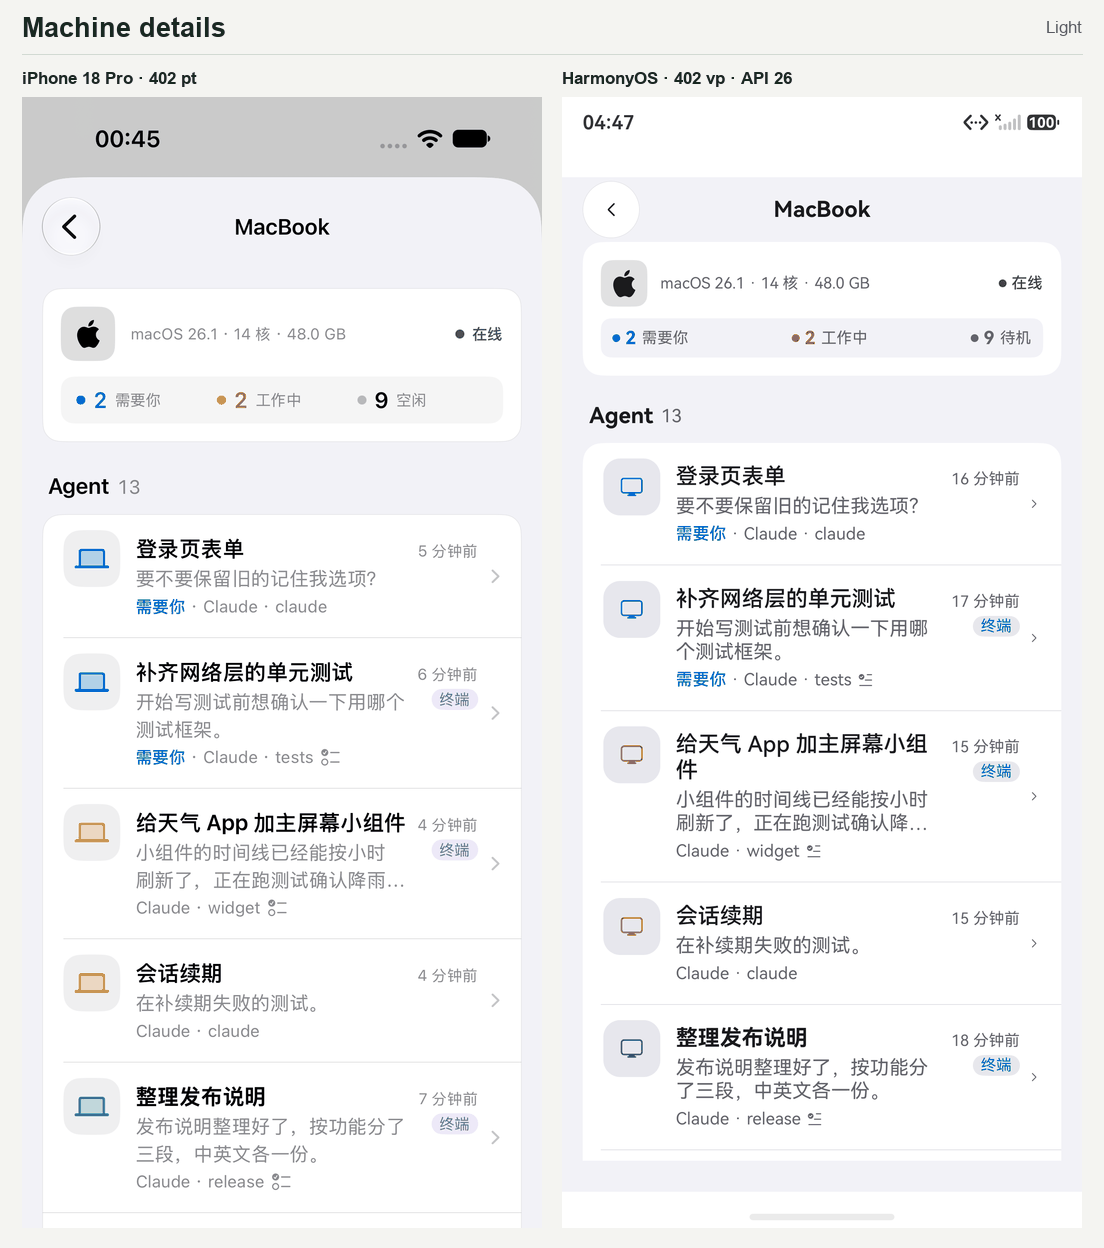 Machine details
Light
iPhone 18 Pro · 402 pt
00:45
MacBook
macOS 26.1 · 14 核 · 48.0 GB
在线
2 需要你
2 工作中
9 空闲
Agent 13
登录页表单
5 分钟前
要不要保留旧的记住我选项？
需要你 · Claude · claude
补齐网络层的单元测试
6 分钟前
开始写测试前想确认一下用哪个
终端
测试框架。
需要你 · Claude · tests
给天气 App 加主屏幕小组件
4 分钟前
小组件的时间线已经能按小时
终端
刷新了，正在跑测试确认降雨…
Claude · widget
会话续期
4 分钟前
在补续期失败的测试。
Claude · claude
整理发布说明
7 分钟前
发布说明整理好了，按功能分了
终端
三段，中英文各一份。
Claude · release
HarmonyOS · 402 vp · API 26
04:47
100
MacBook
macOS 26.1 · 14 核 · 48.0 GB
在线
2 需要你
2 工作中
9 待机
Agent 13
登录页表单
16 分钟前
要不要保留旧的记住我选项？
需要你 · Claude · claude
补齐网络层的单元测试
17 分钟前
开始写测试前想确认一下用哪
终端
个测试框架。
需要你 · Claude · tests
给天气 App 加主屏幕小组
15 分钟前
件
终端
小组件的时间线已经能按小时
刷新了，正在跑测试确认降…
Claude · widget
会话续期
15 分钟前
在补续期失败的测试。
Claude · claude
整理发布说明
18 分钟前
发布说明整理好了，按功能分
终端
了三段，中英文各一份。
Claude · release